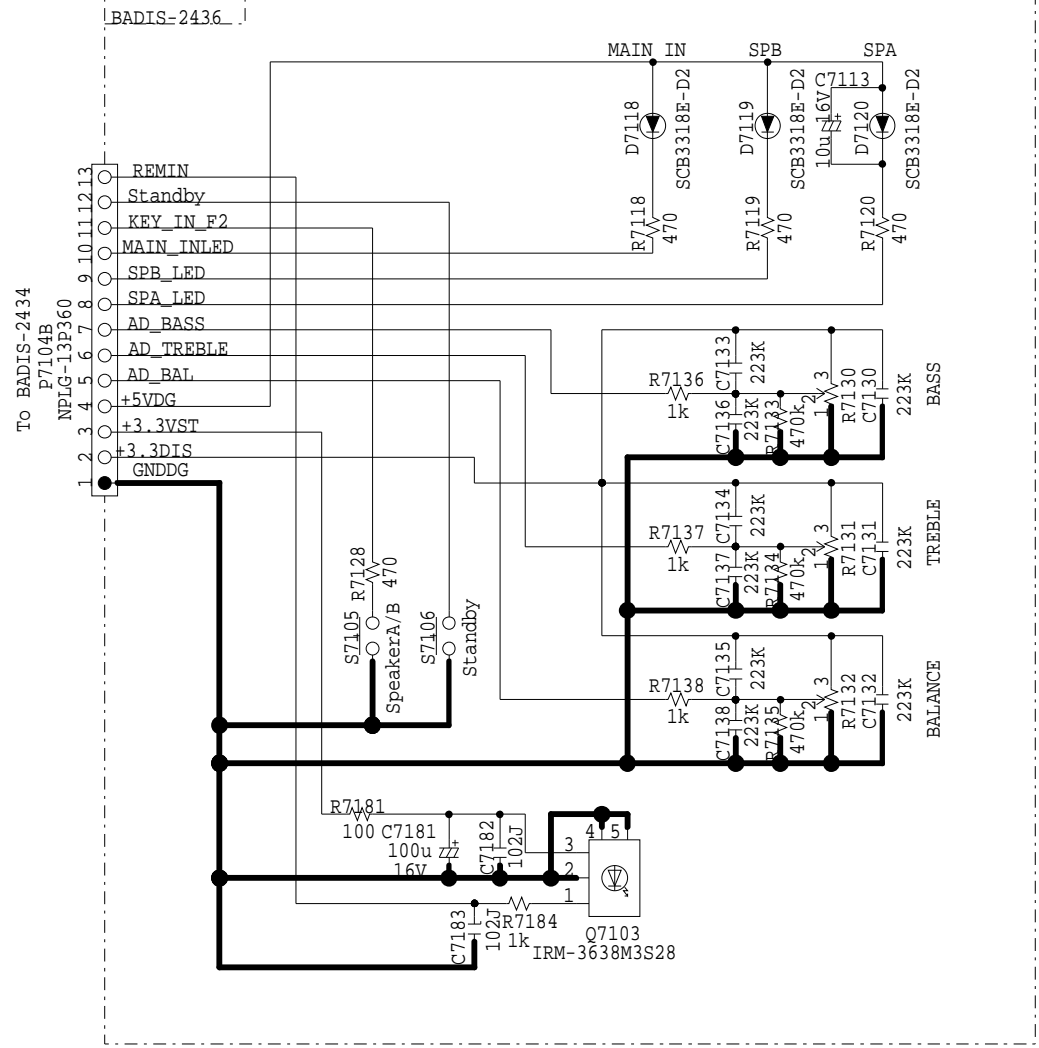 BADIS-2436
MAIN IN
SPB
SPA
D7118
SCB3318E-D2
D7119
SCB3318E-D2
C7113
10u 16V
D7120
SCB3318E-D2
R7118
470
R7119
470
R7120
470
To BADIS-2434
P7104B
NPLG-13P360
13
REMIN
12
Standby
11
KEY_IN_F2
10
MAIN_INLED
9
SPB_LED
8
SPA_LED
7
AD_BASS
6
AD_TREBLE
5
AD_BAL
4
+5VDG
3
+3.3VST
2
+3.3DIS
1
GNDDG
R7136
1k
C7133
223K
C7136
223K
R7133
470k
1
2
3
R7130
C7130
223K
BASS
R7137
1k
C7134
223K
C7137
223K
R7134
470k
1
2
3
R7131
C7131
223K
TREBLE
R7138
1k
C7135
223K
C7138
223K
R7135
470k
1
2
3
R7132
C7132
223K
BALANCE
R7128
470
S7105
SpeakerA/B
S7106
Standby
R7181
100
C7181
100u
16V
C7182
102J
C7183
102J
R7184
1k
4
5
3
2
1
Q7103
IRM-3638M3S28